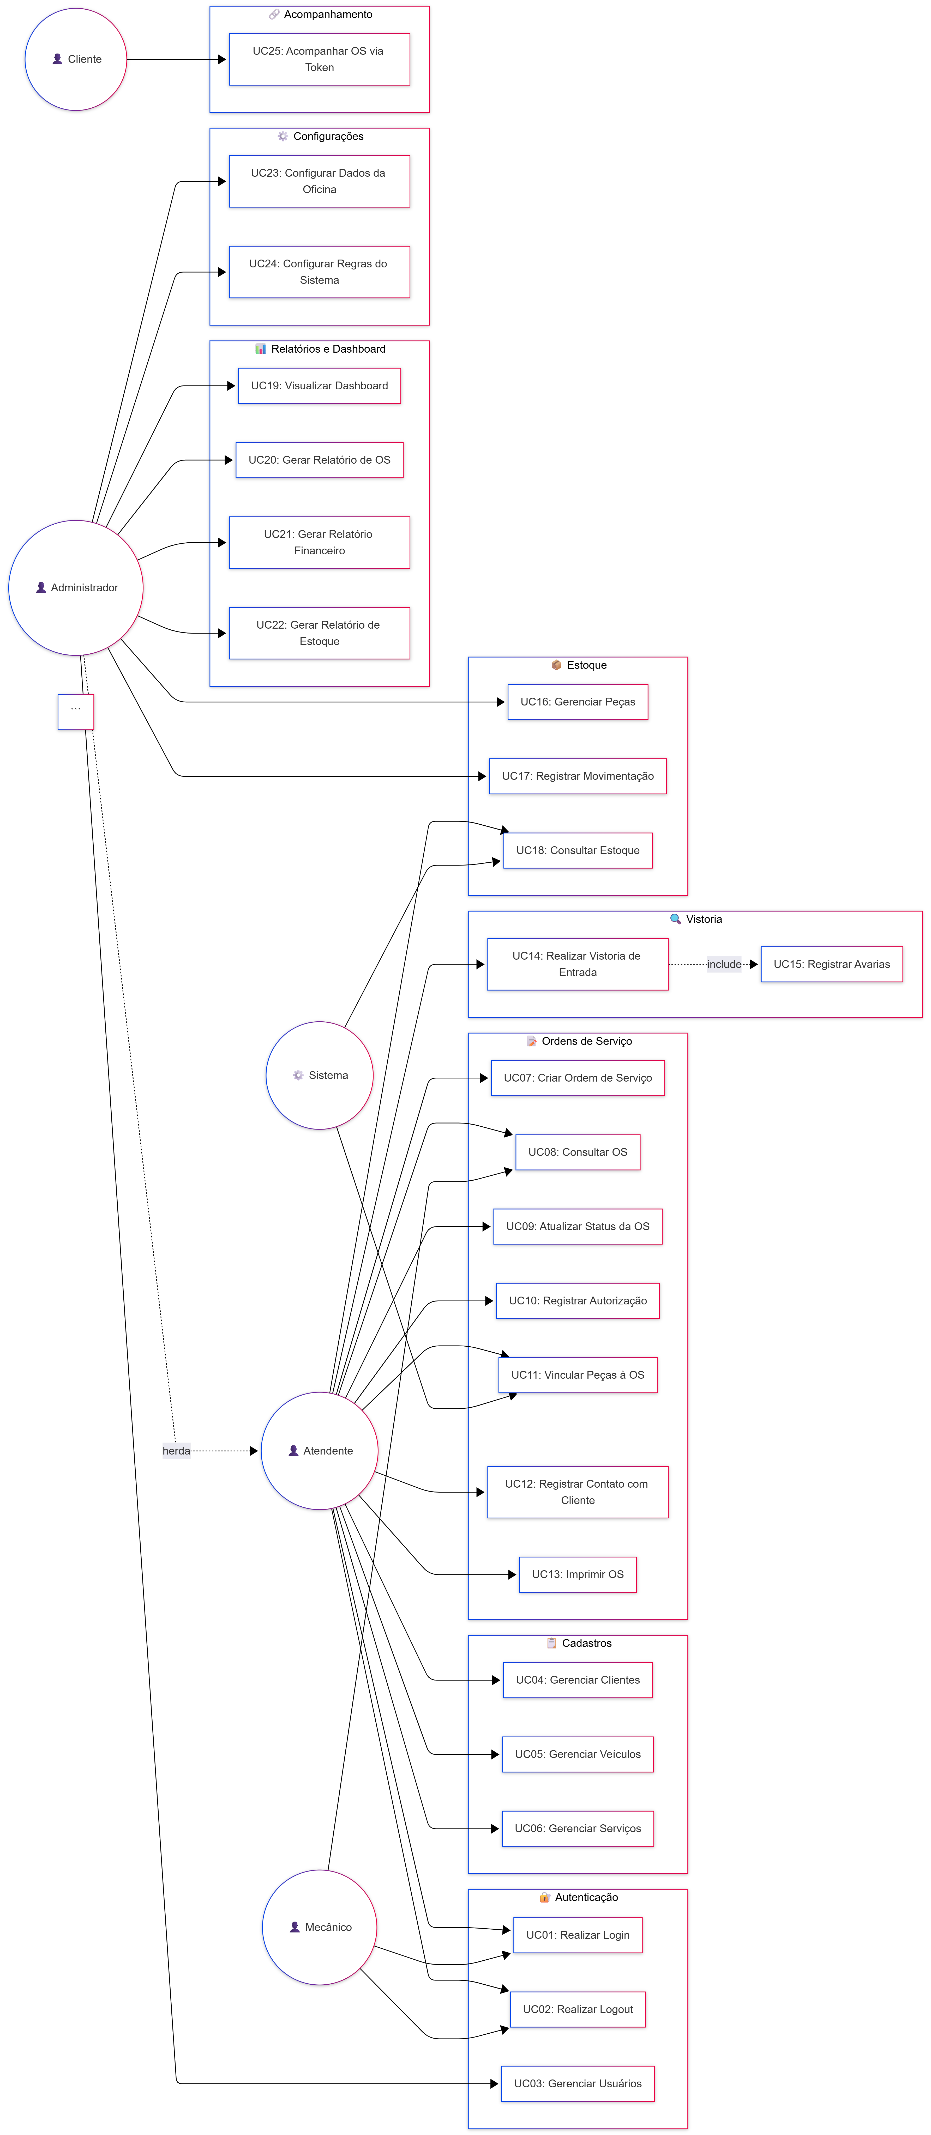 Cliente
Acompanhamento
UC25: Acompanhar OS via
Token
Configurações
UC23: Configurar Dados da
Oficina
UC24: Configurar Regras do
Sistema
Relatórios e Dashboard
UC19: Visualizar Dashboard
UC20: Gerar Relatório de OS
UC21: Gerar Relatório
Financeiro
Administrador
UC22: Gerar Relatório de
Estoque
...
Estoque
UC16: Gerenciar Peças
UC17: Registrar Movimentação
UC18: Consultar Estoque
Vistoria
UC14: Realizar Vistoria de
Entrada
include
UC15: Registrar Avarias
Sistema
Ordens de Serviço
UC07: Criar Ordem de Serviço
UC08: Consultar OS
UC09: Atualizar Status da OS
UC10: Registrar Autorização
UC11: Vincular Peças à OS
herda
Atendente
UC12: Registrar Contato com
Cliente
UC13: Imprimir OS
Cadastros
UC04: Gerenciar Clientes
UC05: Gerenciar Veículos
UC06: Gerenciar Serviços
Mecânico
Autenticação
UC01: Realizar Login
UC02: Realizar Logout
UC03: Gerenciar Usuários